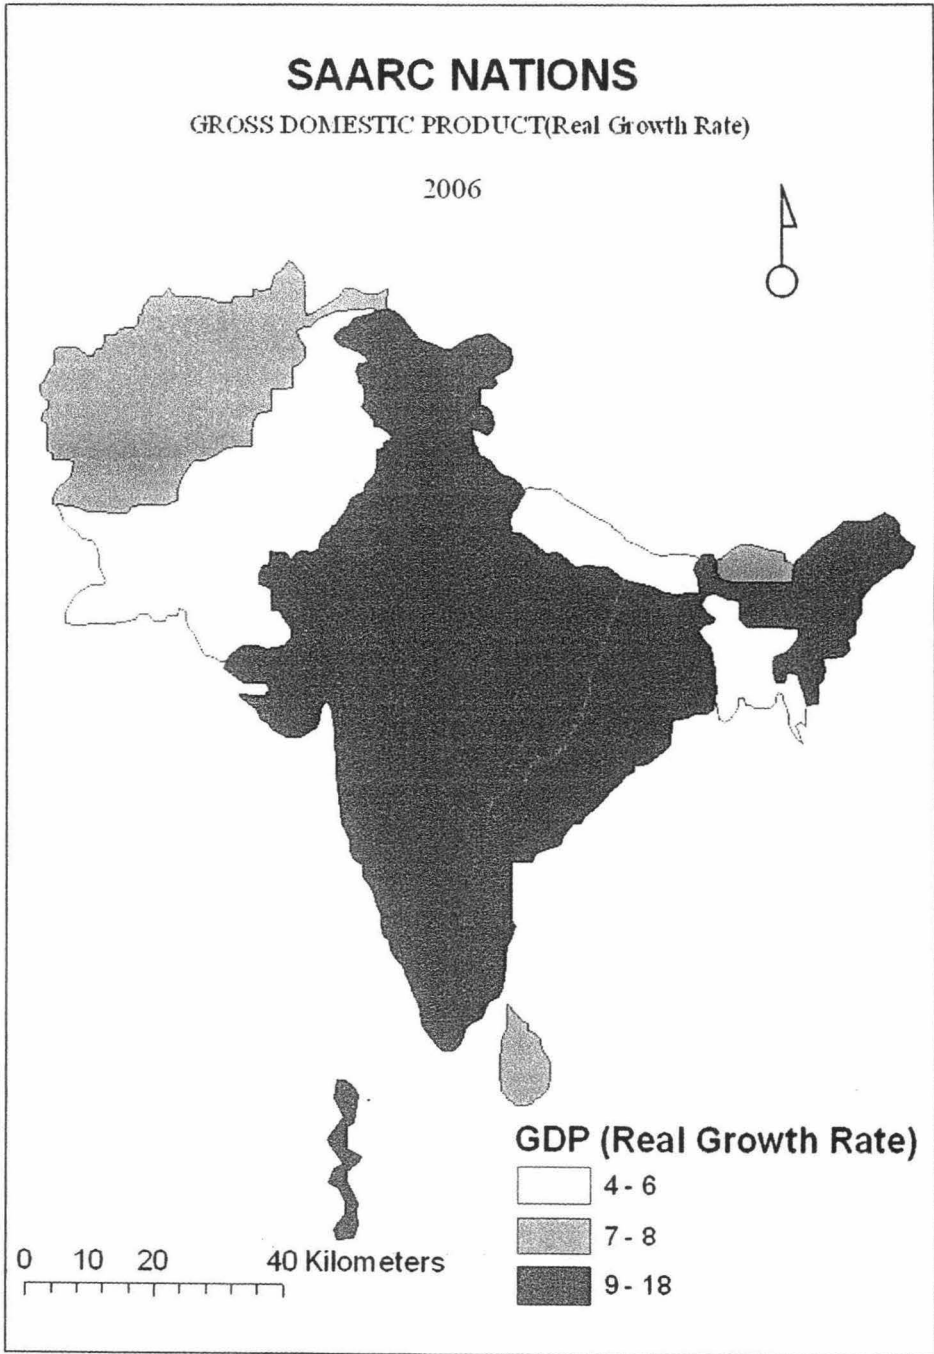 SAARC NATIONS
GROSS DOMESTIC PRODUCT(Real Growth Rate)
2006
GDP (Real Growth Rate)
4 - 6
7 - 8
9 - 18
0 10 20 40 Kilometers